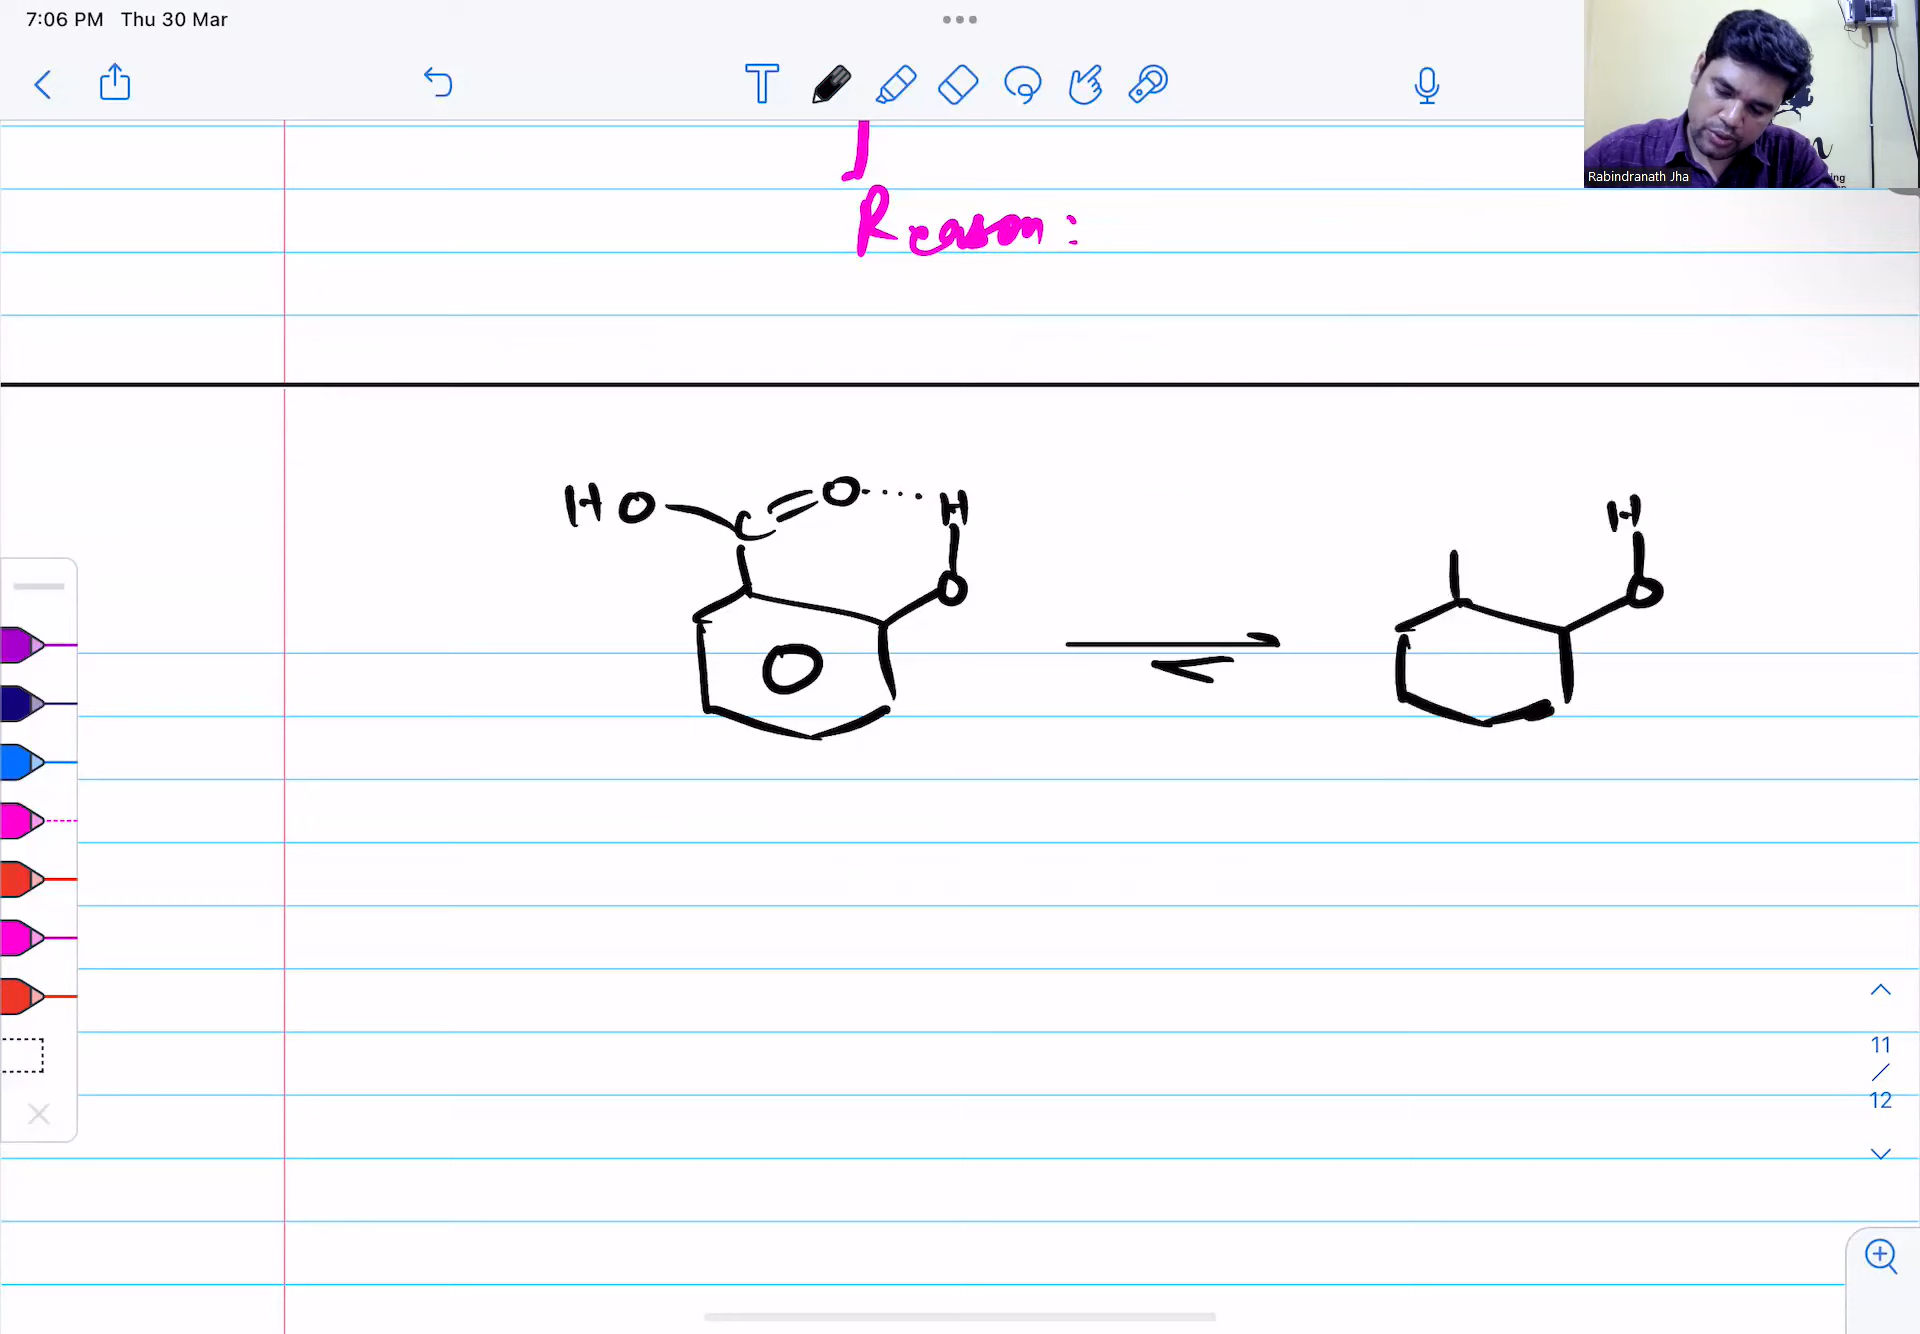 7:06 PM Thu 30 Mar
T
Rabindranath Jha
Reason:
HO C O H
O
H
O
11
/
12